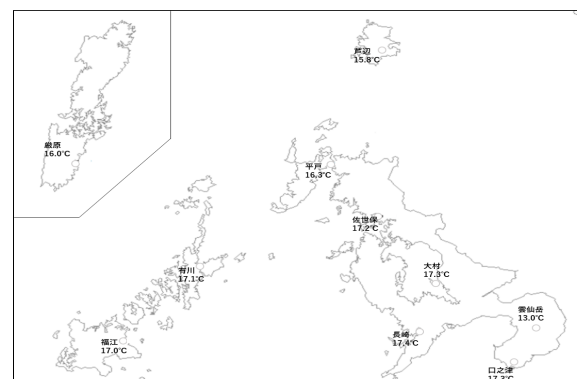 芦辺
15.8℃
厳原
16.0℃
平戸
16.3℃
佐世保
17.2℃
有川
17.1℃
大村
17.3℃
雲仙岳
13.0℃
長崎
17.4℃
福江
17.0℃
口之津
17.3℃